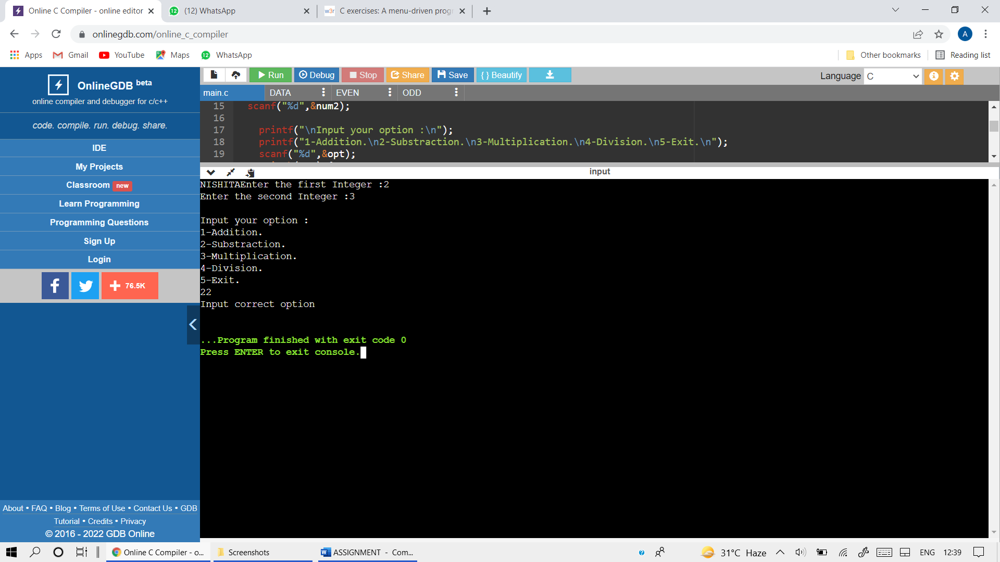 Online C Compiler - online editor
(12) WhatsApp
w3r C exercises: A menu-driven prog
onlinegdb.com/online_c_compiler
A
Apps
Gmail
YouTube
Maps
12 WhatsApp
Other bookmarks
Reading list
OnlineGDB beta
online compiler and debugger for c/c++
code. compile. run. debug. share.
IDE
My Projects
Classroom new
Learn Programming
Programming Questions
Sign Up
Login
76.5K
About • FAQ • Blog • Terms of Use • Contact Us • GDB
Tutorial • Credits • Privacy
© 2016 - 2022 GDB Online
Run
Debug
Stop
Share
Save
{ } Beautify
Language C
main.c
DATA
EVEN
ODD
15 scanf("%d",&num2);
16
17 printf("\nInput your option :\n");
18 printf("1-Addition.\n2-Substraction.\n3-Multiplication.\n4-Division.\n5-Exit.\n");
19 scanf("%d",&opt);
input
NISHITAEnter the first Integer :2
Enter the second Integer :3
Input your option :
1-Addition.
2-Substraction.
3-Multiplication.
4-Division.
5-Exit.
22
Input correct option
...Program finished with exit code 0
Press ENTER to exit console.
Online C Compiler - o...
Screenshots
ASSIGNMENT - Com...
31°C Haze
ENG
12:39